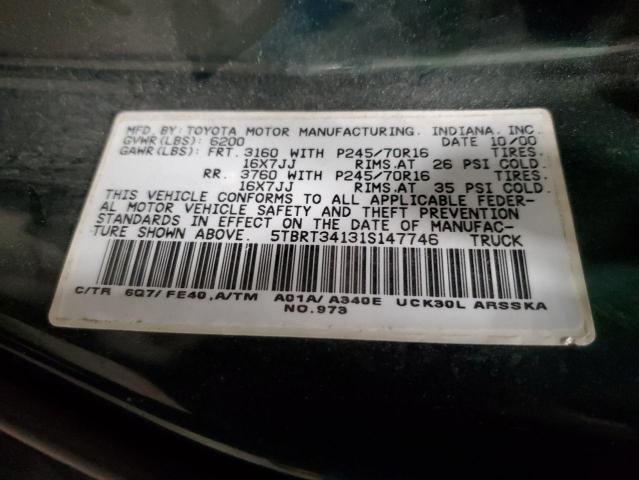 MFD. BY: TOYOTA MOTOR MANUFACTURING. INDIANA, INC.
GVWR(LBS): 6200 DATE 10/00
GAWR(LBS): FRT. 3160 WITH P245/70R16 TIRES.
16X7JJ RIMS.AT 26 PSI COLD.
RR. 3760 WITH P245/70R16 TIRES.
16X7JJ RIMS.AT 35 PSI COLD.
THIS VEHICLE CONFORMS TO ALL APPLICABLE FEDER-
AL MOTOR VEHICLE SAFETY AND THEFT PREVENTION
STANDARDS IN EFFECT ON THE DATE OF MANUFAC-
TURE SHOWN ABOVE. 5TBRT34131S147746 TRUCK
C/TR 6Q7/ FE40 ,A/TM A01A/ A340E UCK30L ARSSKA
NO.973